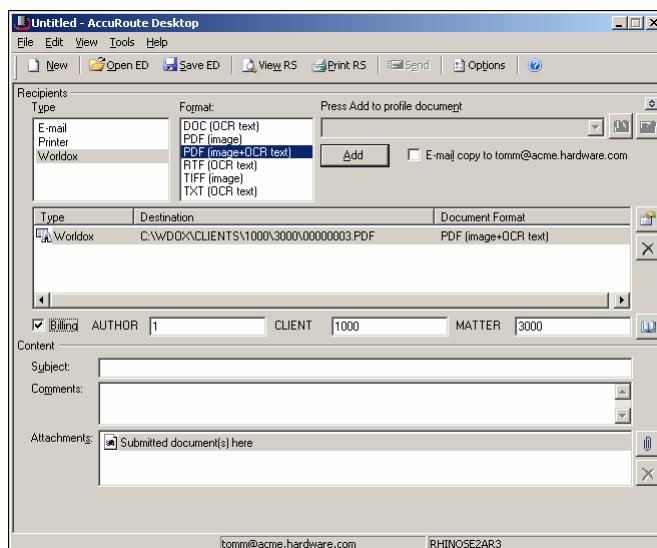 Untitled - AccuRoute Desktop
File Edit View Tools Help
New Open ED Save ED View RS Print RS Send Options
Recipients
Type Format: Press Add to profile document
E-mail
Printer
Worldox
DOC (OCR text)
PDF (image)
PDF (image+OCR text)
RTF (OCR text)
TIFF (image)
TXT (OCR text)
Add E-mail copy to tomm@acme.hardware.com
Type Destination Document Format
Worldox C:\WDOX\CLIENTS\1000\3000\00000003.PDF PDF (image+OCR text)
Billing AUTHOR 1 CLIENT 1000 MATTER 3000
Content
Subject:
Comments:
Attachments: Submitted document(s) here
tomm@acme.hardware.com RHINOSE2AR3